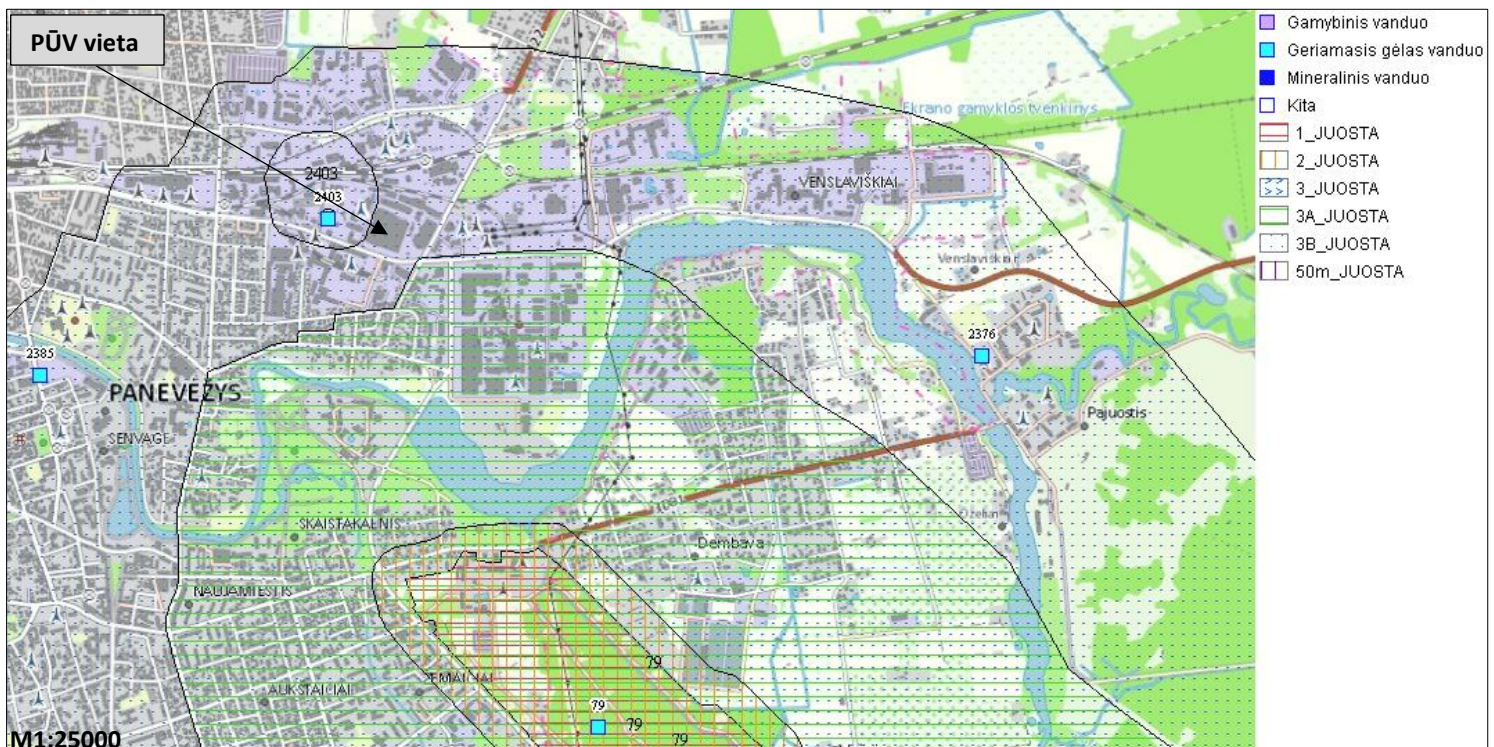 PŪV vieta
Ekrano gamyklos tvenkinys
2403
2403
VENSLAVIŠKIAI
Venslaviškiai
2376
2385
PANEVĖŽYS
SENVAGĖ
Pajuostis
SKAISTAKALNIS
Dembava
NAUJAMIESTIS
79
AUKŠTAIČIAI
79
79
79
M1:25000
Gamybinis vanduo
Geriamasis gėlas vanduo
Mineralinis vanduo
Kita
1_JUOSTA
2_JUOSTA
3_JUOSTA
3A_JUOSTA
3B_JUOSTA
50m_JUOSTA